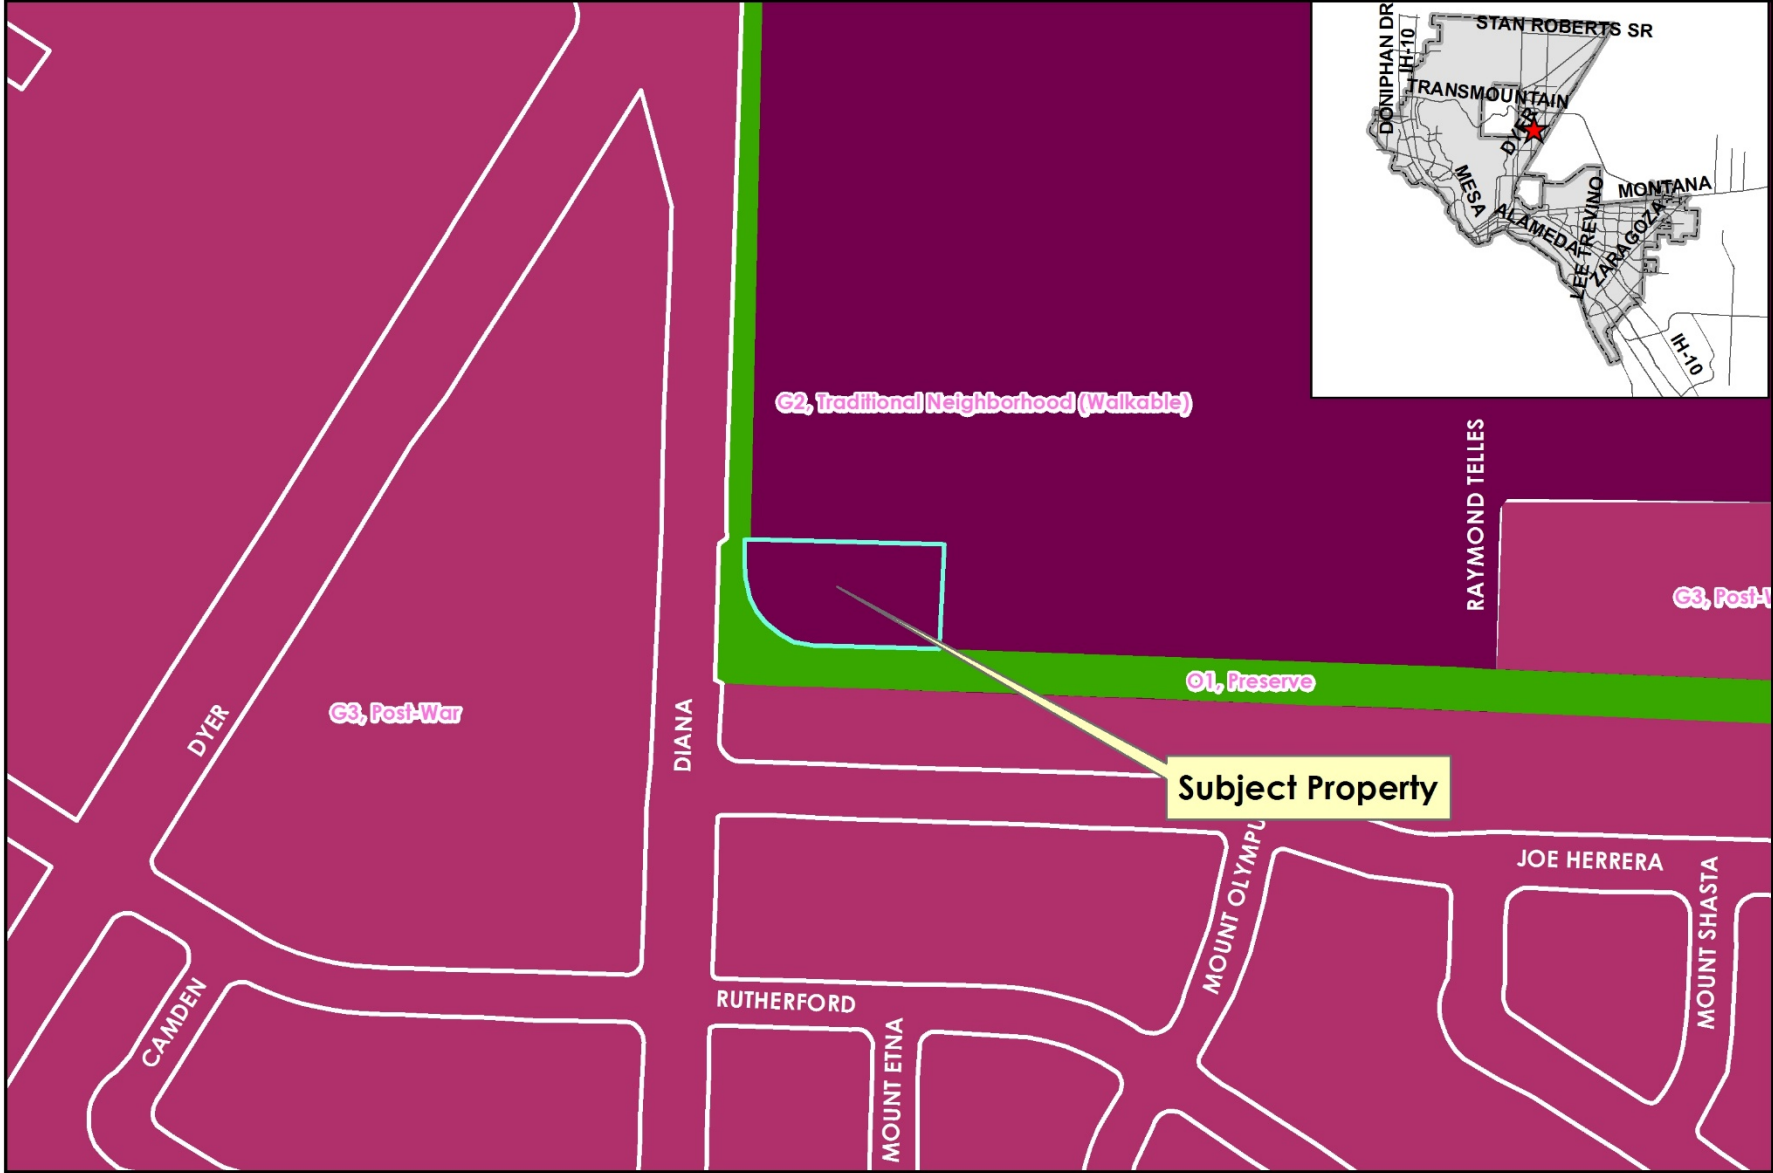 STAN ROBERTS SR
DONIPHAN DR
IH-10
TRANSMOUNTAIN
DYER
MESA
MONTANA
ALAMEDA
LEE TREVINO
ZARAGOZA
IH-10
G2, Traditional Neighborhood (Walkable)
RAYMOND TELLES
G3, Post-W
O1, Preserve
G3, Post-War
DYER
DIANA
Subject Property
MOUNT OLYMPU
JOE HERRERA
MOUNT SHASTA
CAMDEN
RUTHERFORD
MOUNT ETNA